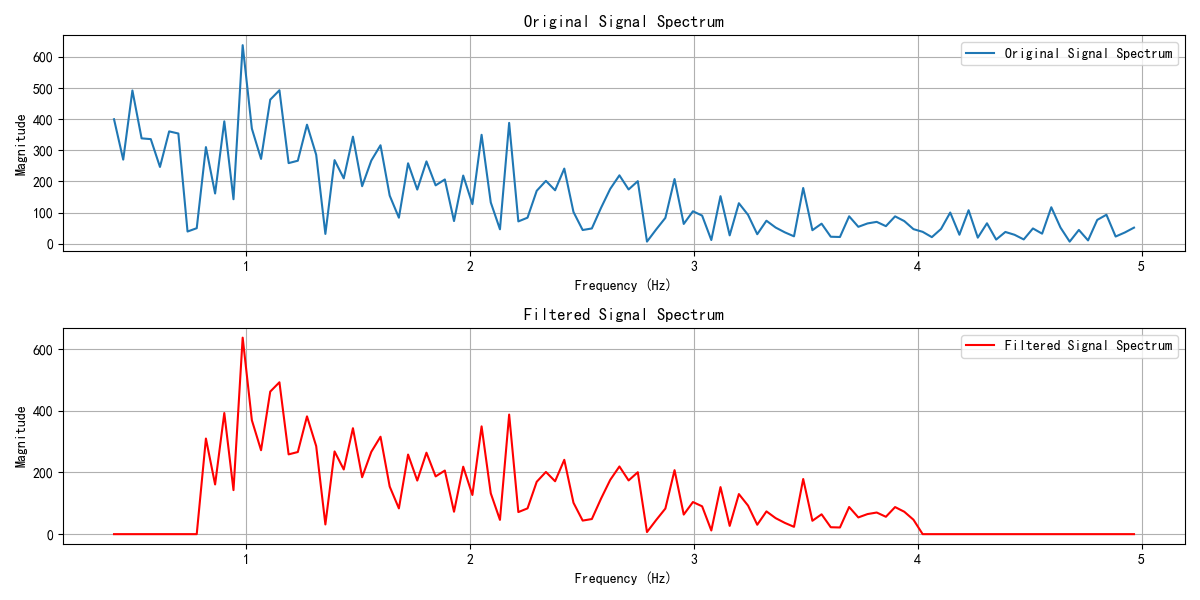 Original Signal Spectrum
Original Signal Spectrum
Magnitude
600
500
400
300
200
100
0
1 2 3 4 5
Frequency (Hz)
Filtered Signal Spectrum
Filtered Signal Spectrum
Magnitude
600
400
200
0
1 2 3 4 5
Frequency (Hz)